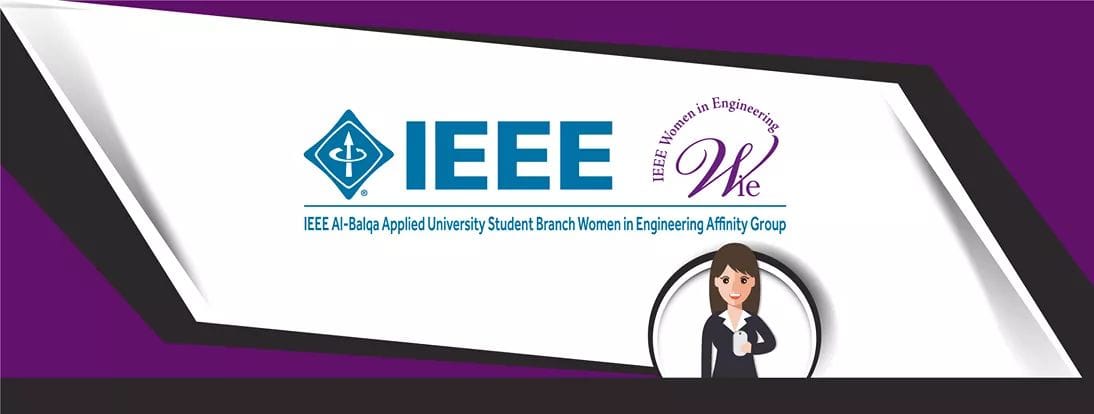 IEEE
®
IEEE Women in Engineering
Wie
IEEE Al-Balqa Applied University Student Branch Women in Engineering Affinity Group